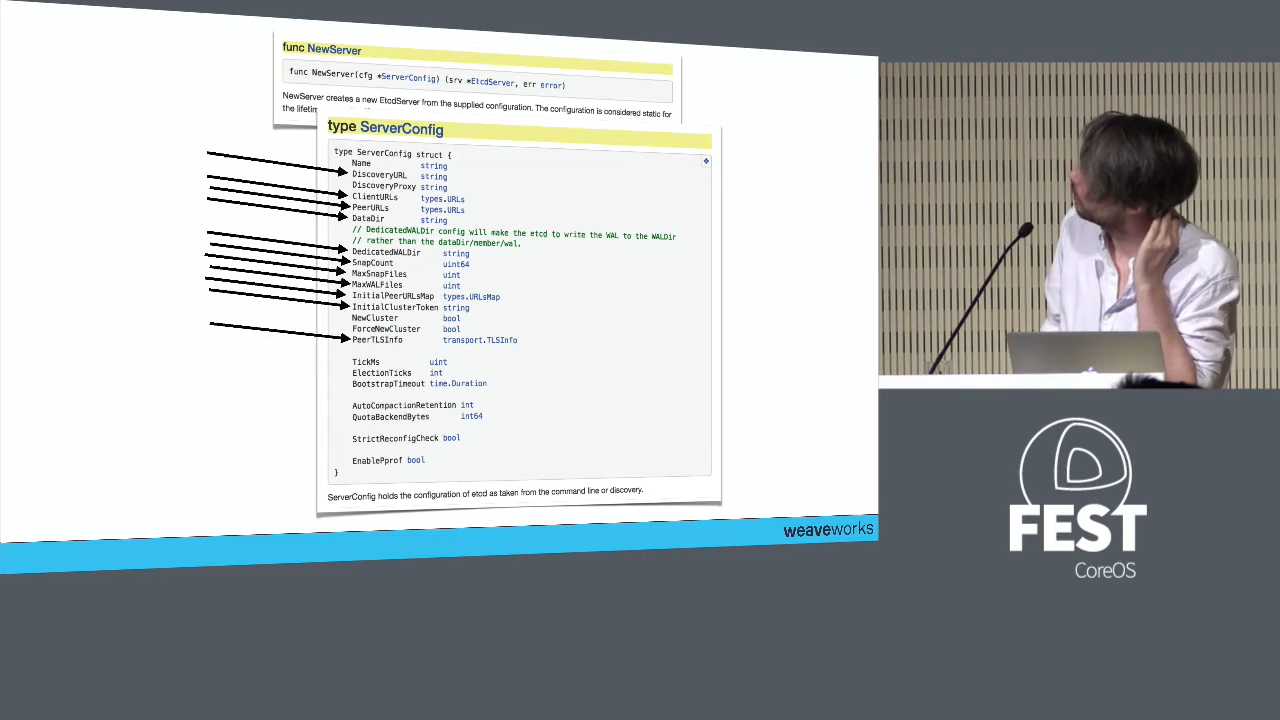 func NewServer
func NewServer(cfg *ServerConfig) (srv *EtcdServer, err error)
NewServer creates a new EtcdServer from the supplied configuration. The configuration is considered static for
the
type ServerConfig
type ServerConfig struct {
Name string
DiscoveryURL string
DiscoveryProxy string
ClientURLs types.URLs
PeerURLs types.URLs
DataDir string
// DedicatedWALDir config will make the etcd to write the WAL to the WALDir
// rather than the dataDir/member/wal.
DedicatedWALDir string
SnapCount uint64
MaxSnapFiles uint
MaxWALFiles uint
InitialPeerURLsMap types.URLsMap
InitialClusterToken string
NewCluster bool
ForceNewCluster bool
PeerTLSInfo transport.TLSInfo
TickMs uint
ElectionTicks int
BootstrapTimeout time.Duration
AutoCompactionRetention int
QuotaBackendBytes int64
StrictReconfigCheck bool
EnablePprof bool
}
ServerConfig holds the configuration of etcd as taken from the command line or discovery.
weaveworks
FEST
CoreOS